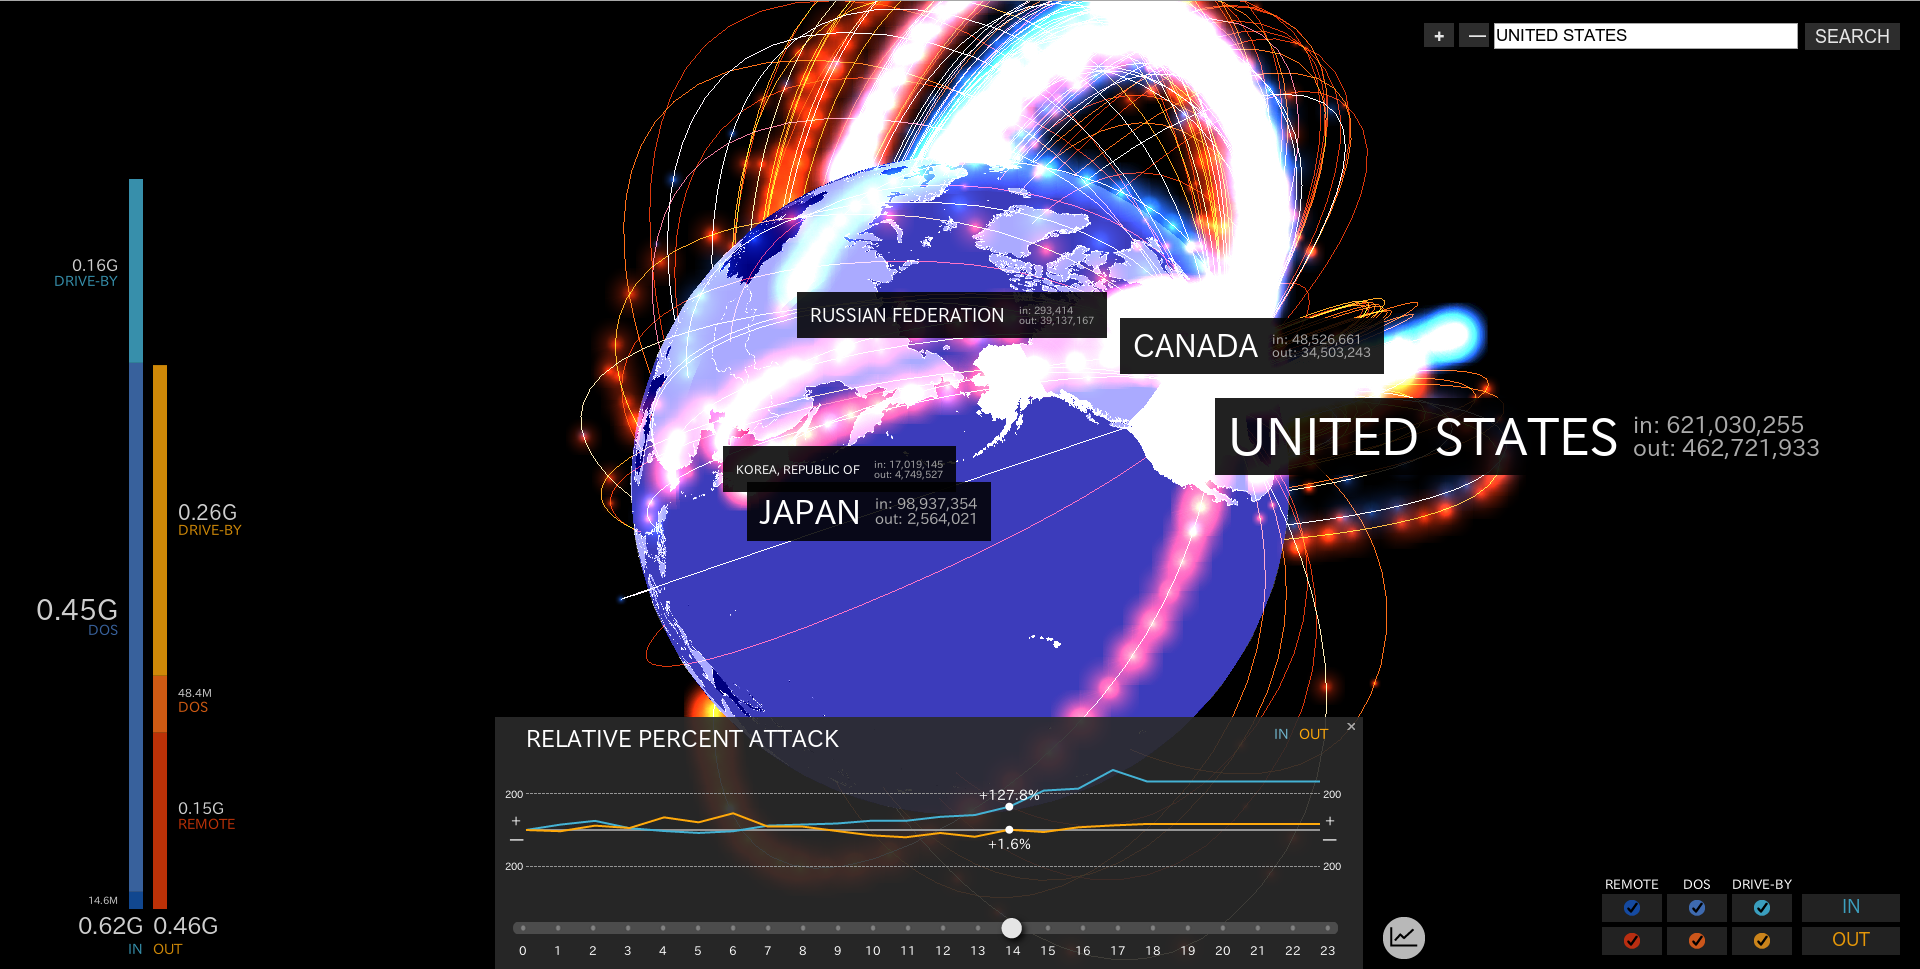 + — UNITED STATES SEARCH
0.16G
DRIVE-BY
0.45G
DOS
14.6M
0.62G
IN
0.26G
DRIVE-BY
48.4M
DOS
0.15G
REMOTE
0.46G
OUT
RUSSIAN FEDERATION
in: 293,414
out: 39,137,167
CANADA
in: 48,526,661
out: 34,503,243
UNITED STATES
in: 621,030,255
out: 462,721,933
KOREA, REPUBLIC OF
in: 17,019,145
out: 4,749,527
JAPAN
in: 98,937,354
out: 2,564,021
RELATIVE PERCENT ATTACK
IN OUT ×
200 200
+127.8%
+ +
— —
+1.6%
200 200
0 1 2 3 4 5 6 7 8 9 10 11 12 13 14 15 16 17 18 19 20 21 22 23
REMOTE DOS DRIVE-BY
IN
OUT